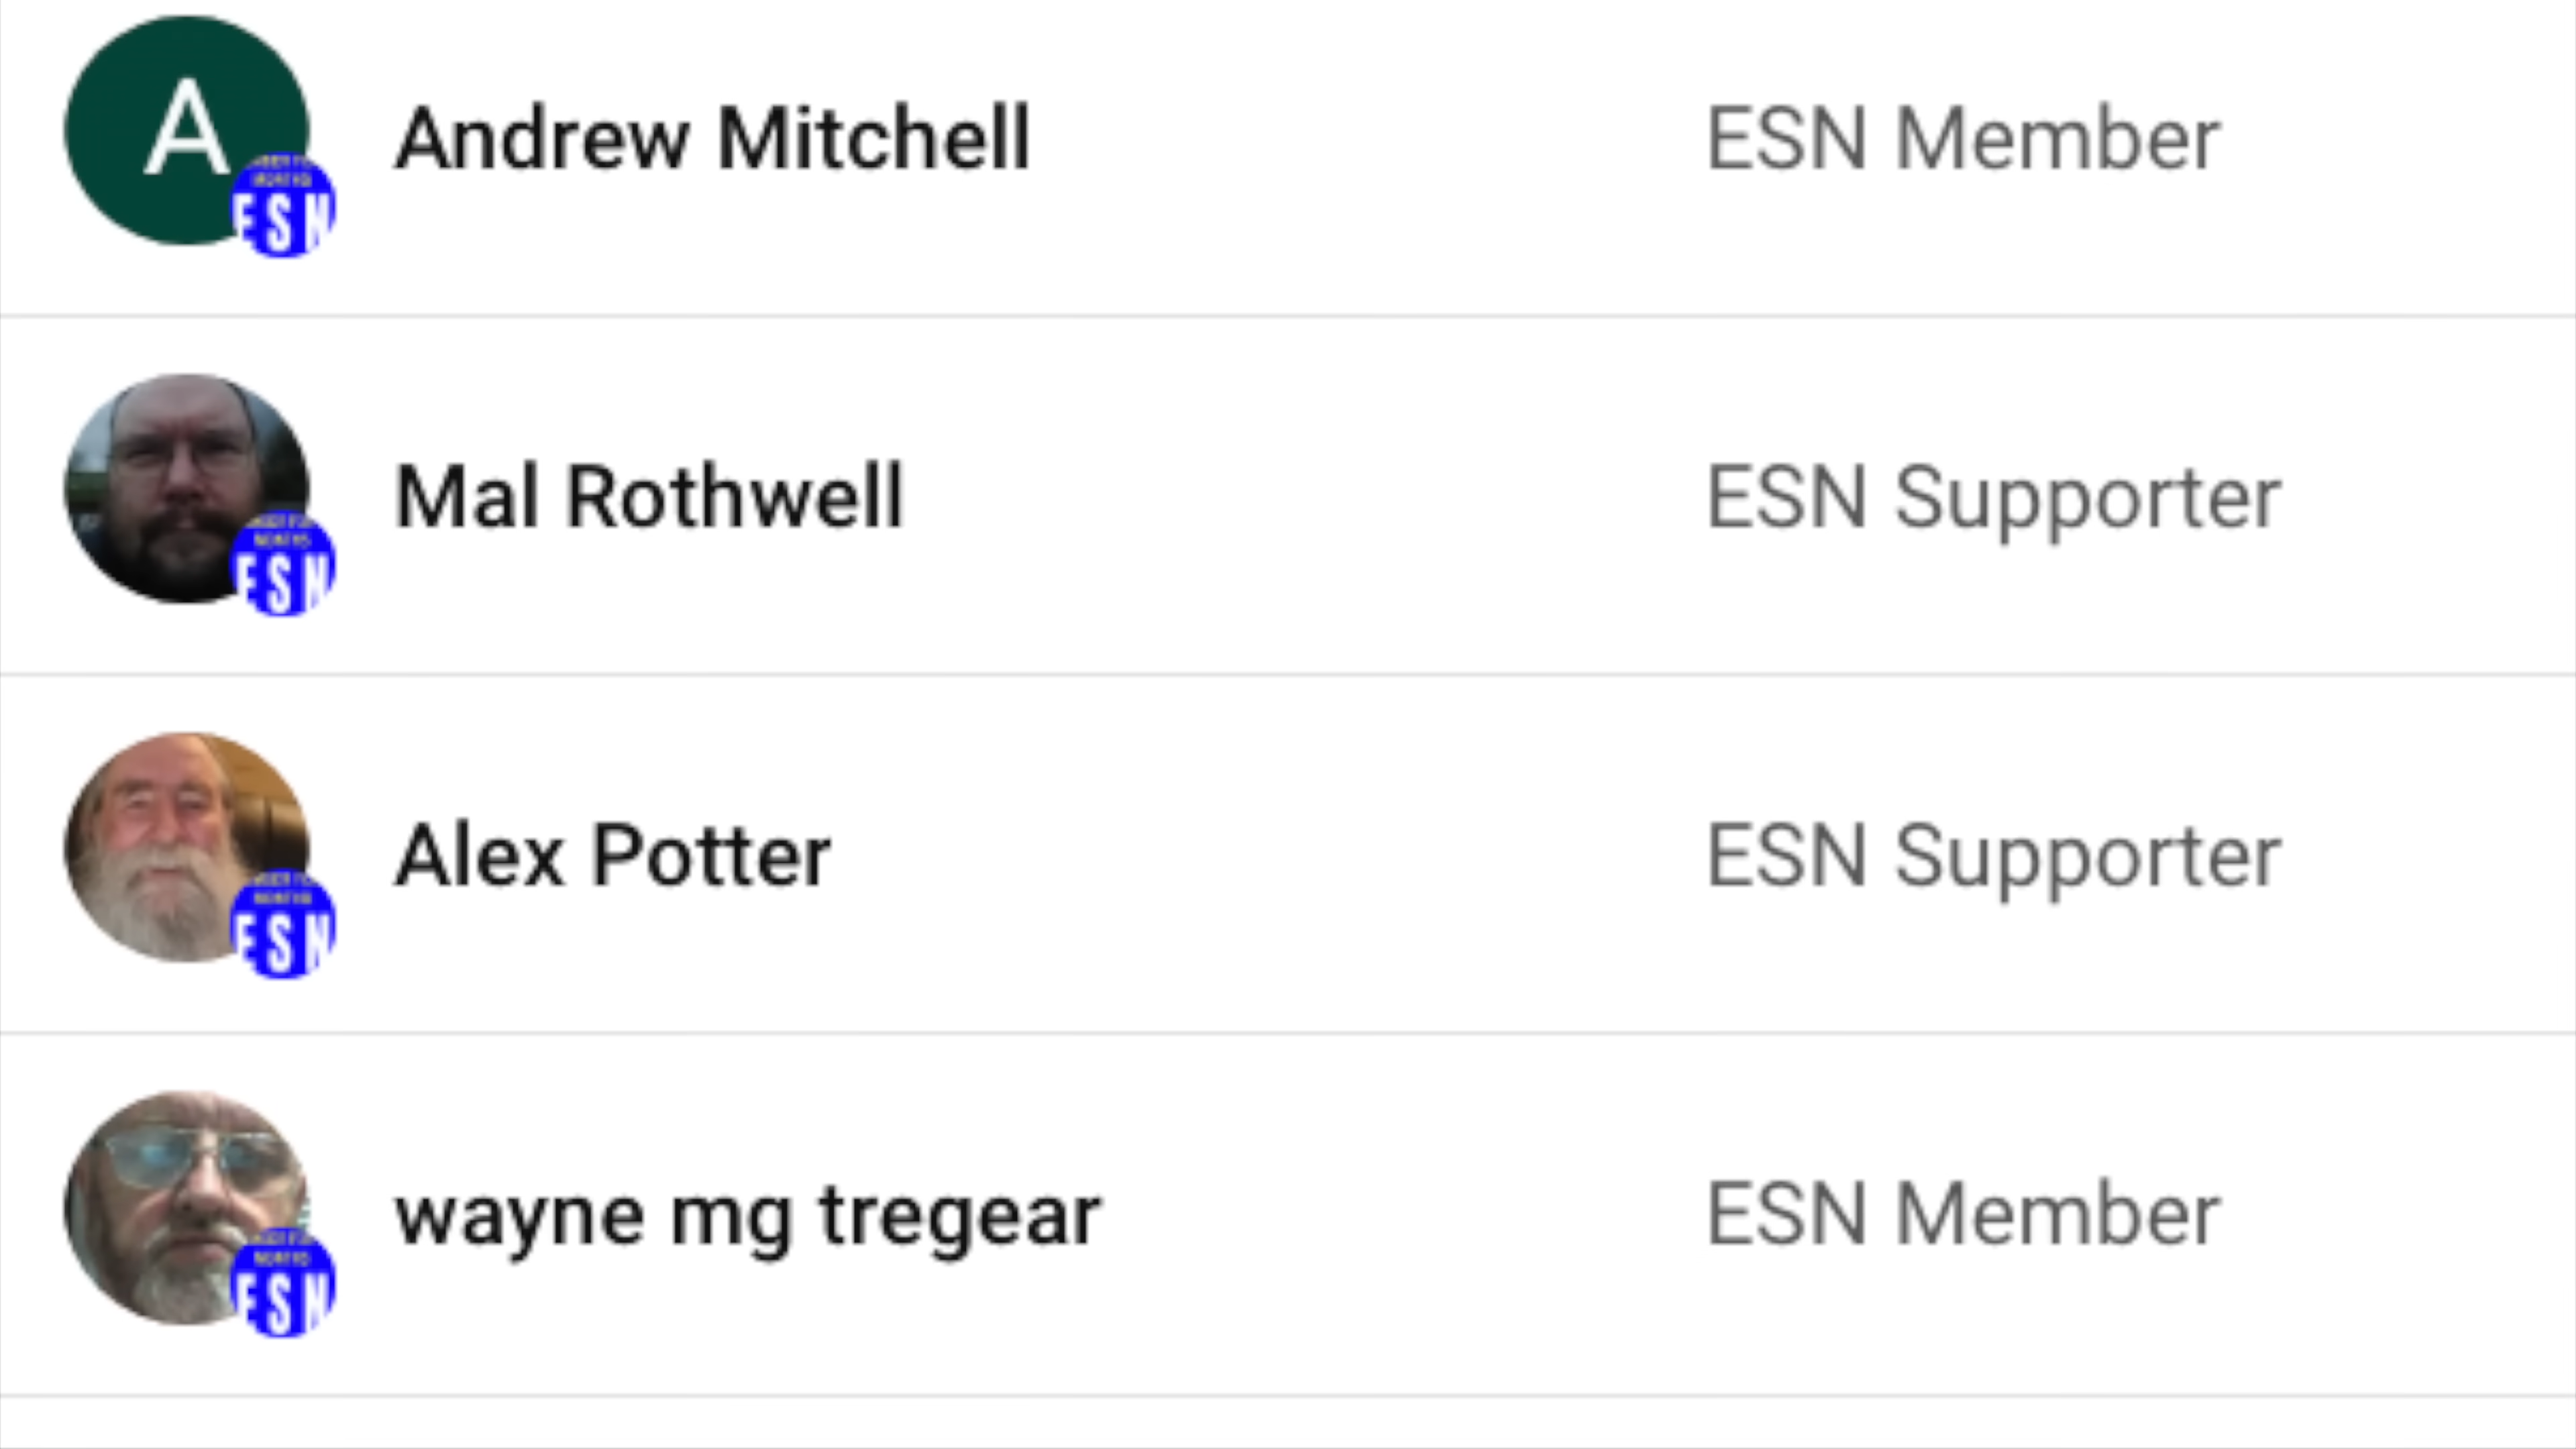 A
ESN
Andrew Mitchell
ESN Member
ESN
Mal Rothwell
ESN Supporter
ESN
Alex Potter
ESN Supporter
ESN
wayne mg tregear
ESN Member